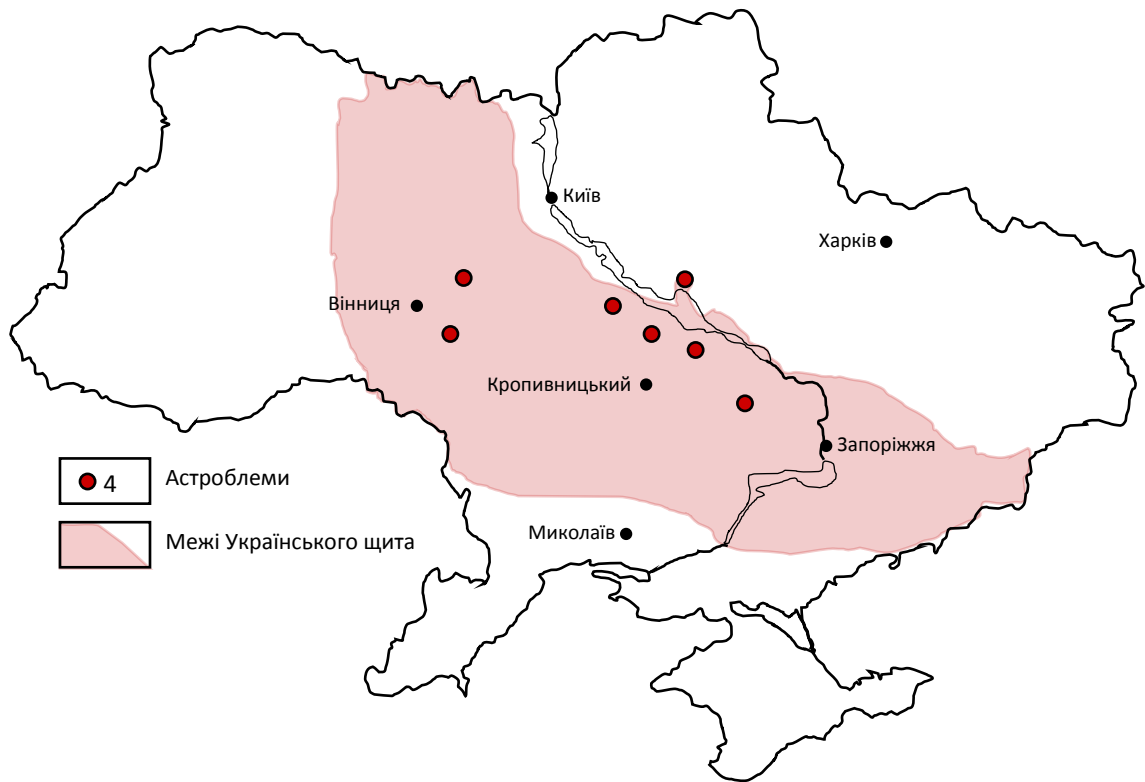 Київ
Харків
Вінниця
Кропивницький
Запоріжжя
4 Астроблеми
Миколаїв
Межі Українського щита